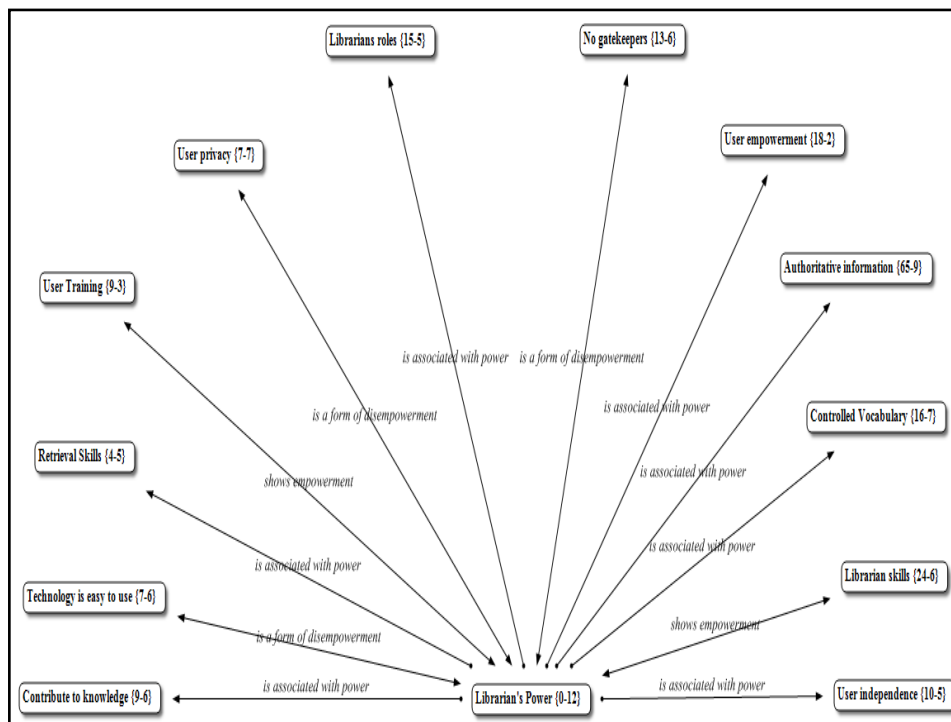 Librarians roles {15-5}
No gatekeepers {13-6}
User empowerment {18-2}
User privacy {7-7}
Authoritative information {65-9}
User Training {9-3}
is associated with power
is a form of disempowerment
is associated with power
is a form of disempowerment
Controlled Vocabulary {16-7}
Retrieval Skills {4-5}
shows empowerment
is associated with power
is associated with power
is associated with power
Librarian skills {24-6}
Technology is easy to use {7-6}
is a form of disempowerment
shows empowerment
is associated with power
is associated with power
Contribute to knowledge {9-6}
Librarian's Power {0-12}
User independence {10-5}